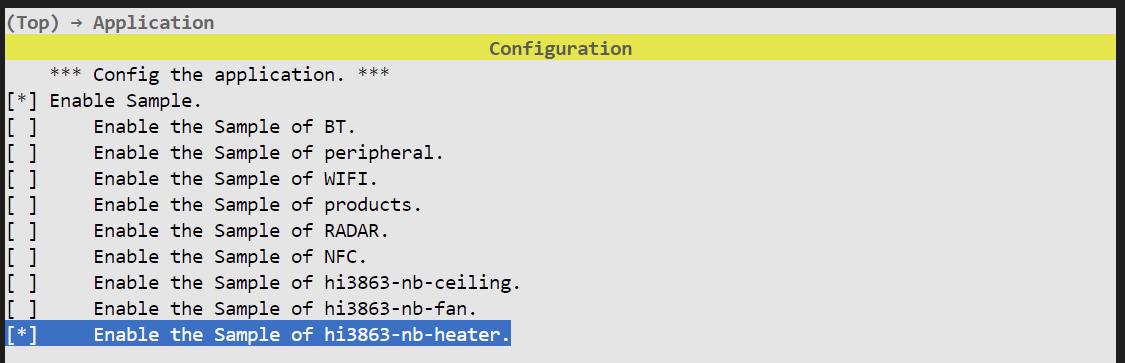 (Top) → Application
Configuration
*** Config the application. ***
[*] Enable Sample.
[ ] Enable the Sample of BT.
[ ] Enable the Sample of peripheral.
[ ] Enable the Sample of WIFI.
[ ] Enable the Sample of products.
[ ] Enable the Sample of RADAR.
[ ] Enable the Sample of NFC.
[ ] Enable the Sample of hi3863-nb-ceiling.
[ ] Enable the Sample of hi3863-nb-fan.
[*] Enable the Sample of hi3863-nb-heater.